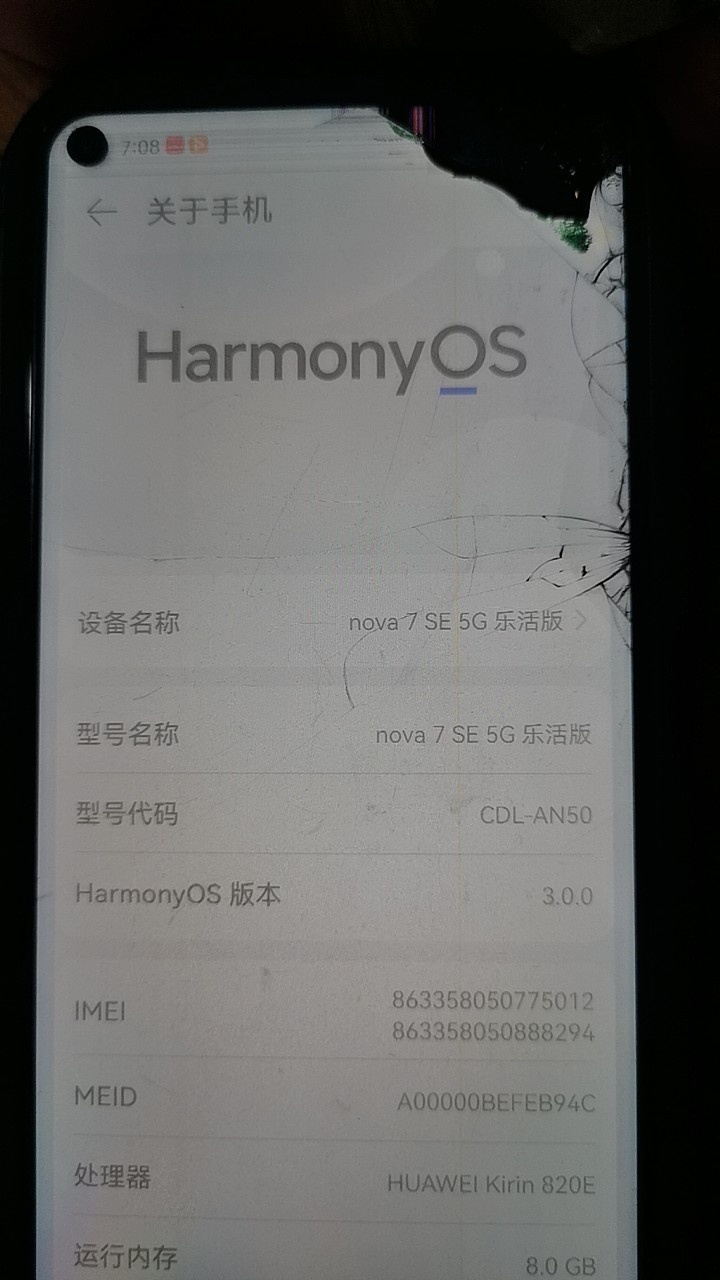 7:08
关于手机
HarmonyOS
设备名称 nova 7 SE 5G 乐活版
型号名称 nova 7 SE 5G 乐活版
型号代码 CDL-AN50
HarmonyOS 版本 3.0.0
IMEI 863358050775012
863358050888294
MEID A00000BEFEB94C
处理器 HUAWEI Kirin 820E
运行内存 8.0 GB